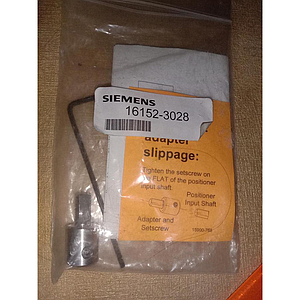 SIEMENS
16152-3028
adapter
slippage:
Tighten the setscrew on
FLAT of the positioner
input shaft.
Positioner
Input Shaft
Adapter and
Setscrew